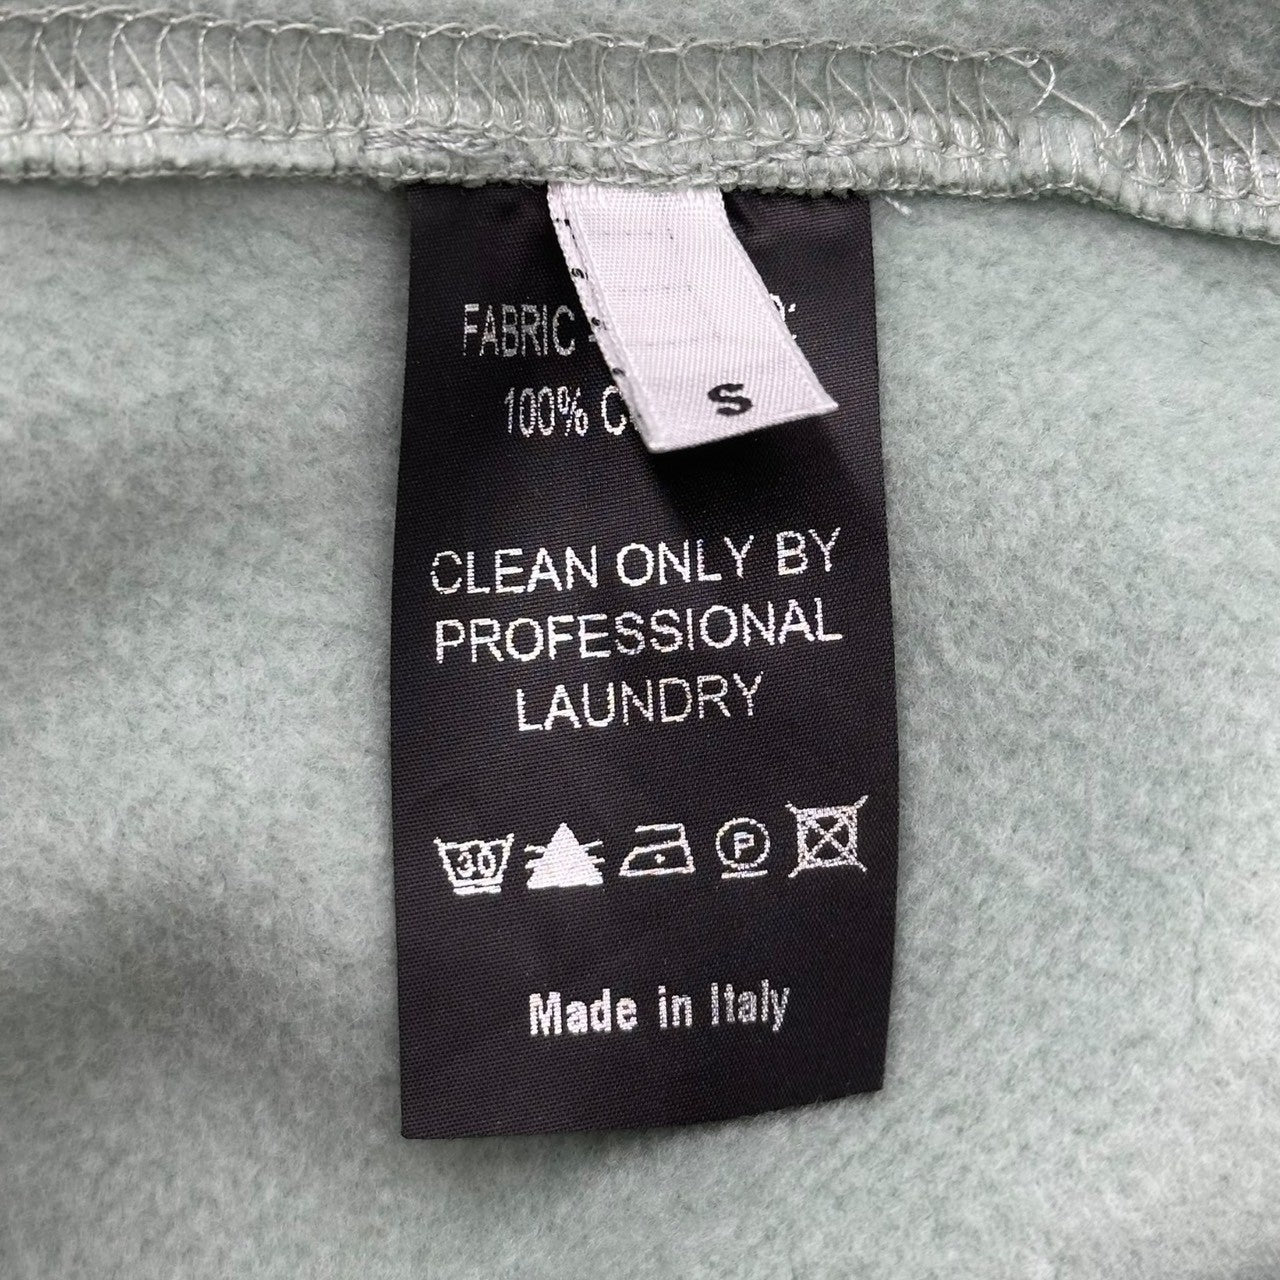 FABRIC
S
100%
CLEAN ONLY BY
PROFESSIONAL
LAUNDRY
30
P
Made in Italy